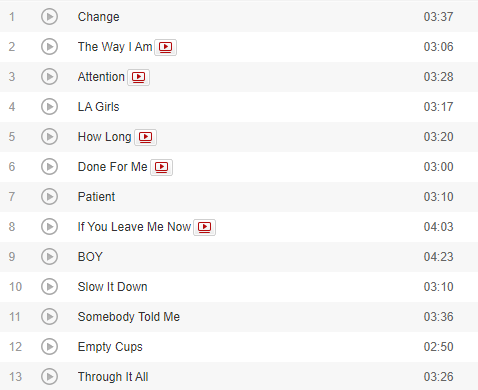 1 Change 03:37
2 The Way I Am 03:06
3 Attention 03:28
4 LA Girls 03:17
5 How Long 03:20
6 Done For Me 03:00
7 Patient 03:10
8 If You Leave Me Now 04:03
9 BOY 04:23
10 Slow It Down 03:10
11 Somebody Told Me 03:36
12 Empty Cups 02:50
13 Through It All 03:26